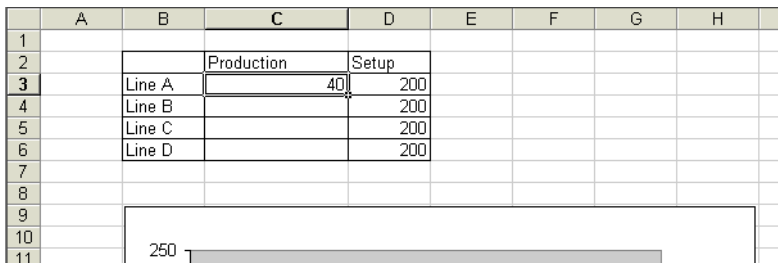 A B C D E F G H
1
2 Production Setup
3 Line A 40 200
4 Line B 200
5 Line C 200
6 Line D 200
7
8
9
10
11 250